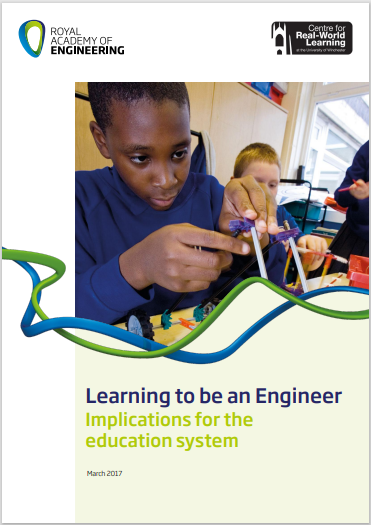 ROYAL
ACADEMY OF
ENGINEERING
Centre for
Real-World
Learning
at the University of Winchester
Learning to be an Engineer
Implications for the
education system
March 2017